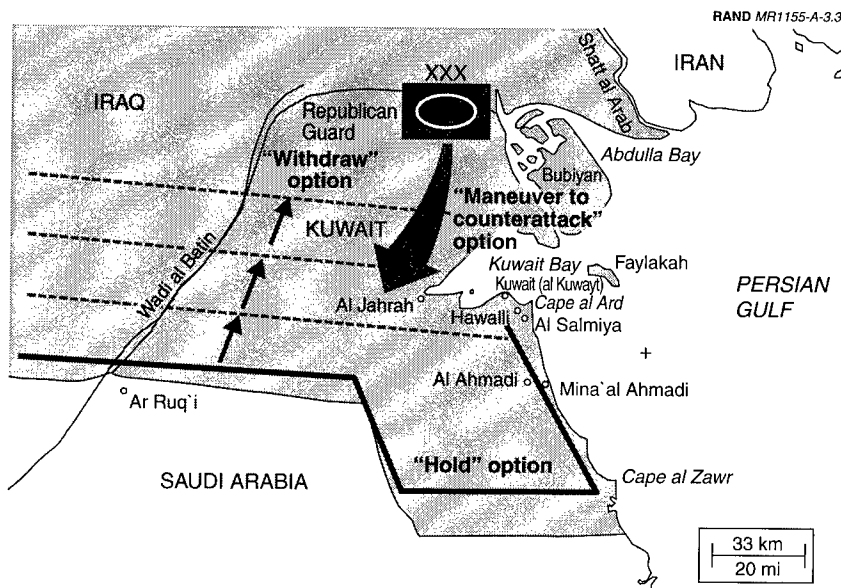 RAND MR1155-A-3.3
XXX
IRAN
Shatt al Arab
IRAQ
Republican
Guard
Abdulla Bay
"Withdraw"
option
Bubiyan
"Maneuver to
counterattack"
option
KUWAIT
Wadi al Batin
Kuwait Bay
Faylakah
Kuwait (al Kuwayt)
PERSIAN
GULF
Al Jahrah
Cape al Ard
Hawalli
Al Salmiya
Al Ahmadi
Mina`al Ahmadi
Ar Ruq`i
"Hold" option
SAUDI ARABIA
Cape al Zawr
33 km
20 mi